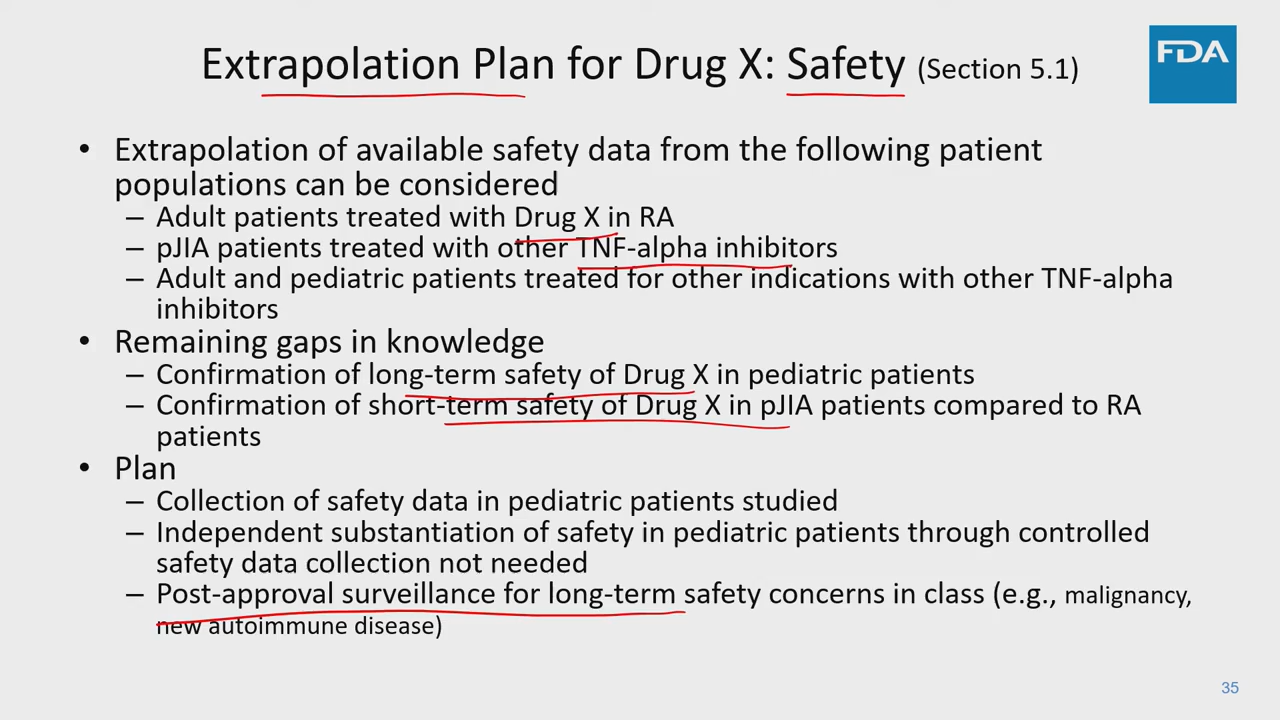 Extrapolation Plan for Drug X: Safety (Section 5.1)
FDA
• Extrapolation of available safety data from the following patient
populations can be considered
– Adult patients treated with Drug X in RA
– pJIA patients treated with other TNF-alpha inhibitors
– Adult and pediatric patients treated for other indications with other TNF-alpha
inhibitors
• Remaining gaps in knowledge
– Confirmation of long-term safety of Drug X in pediatric patients
– Confirmation of short-term safety of Drug X in pJIA patients compared to RA
patients
• Plan
– Collection of safety data in pediatric patients studied
– Independent substantiation of safety in pediatric patients through controlled
safety data collection not needed
– Post-approval surveillance for long-term safety concerns in class (e.g., malignancy,
new autoimmune disease)
35